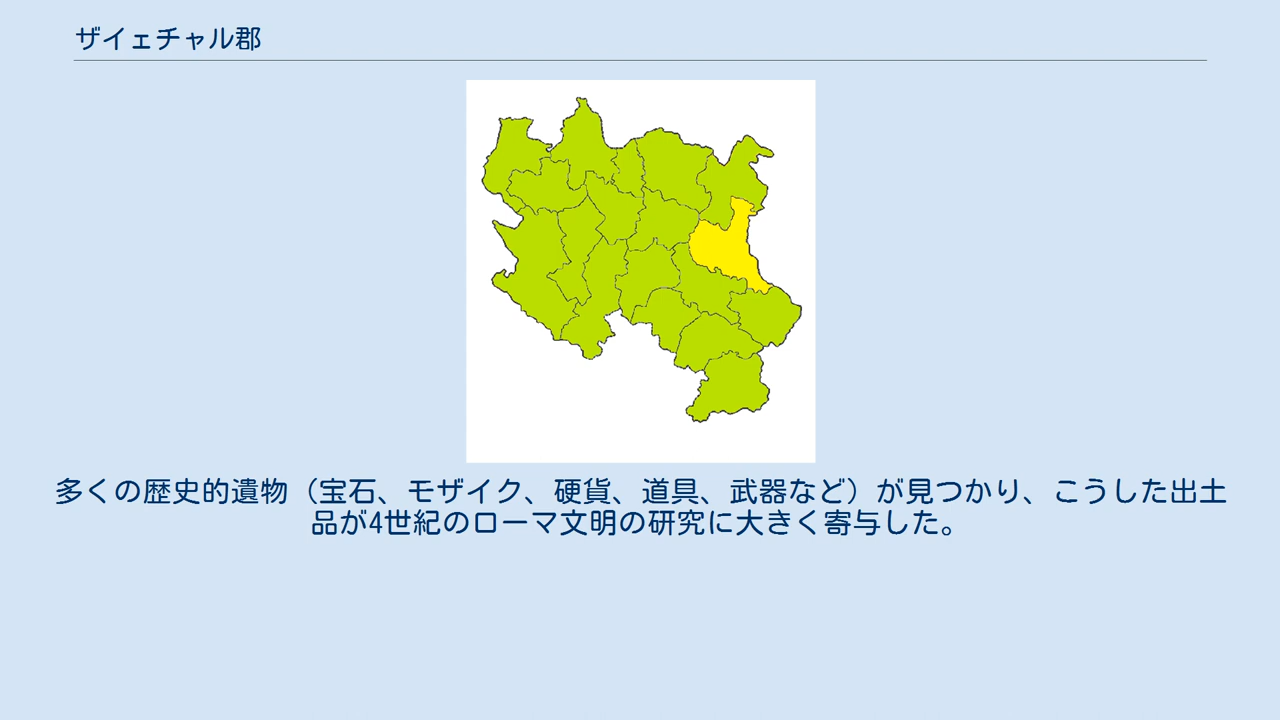 ザイェチャル郡
多くの歴史的遺物（宝石、モザイク、硬貨、道具、武器など）が見つかり、こうした出土
品が4世紀のローマ文明の研究に大きく寄与した。